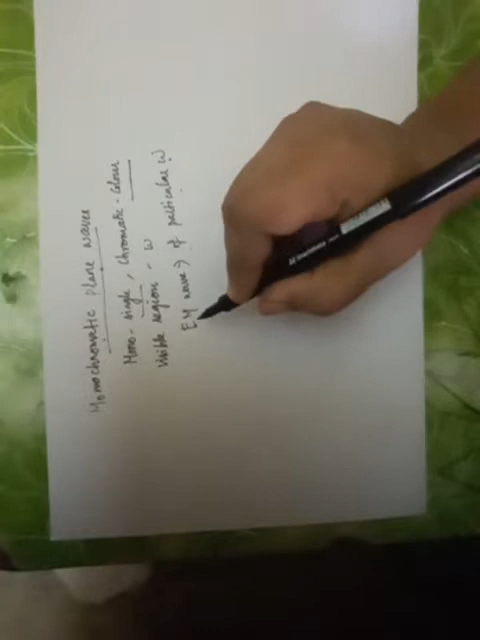 Monochromatic plane waves
Mono - single, chromatic - colour
Visible region - ω
EM wave of particular ω